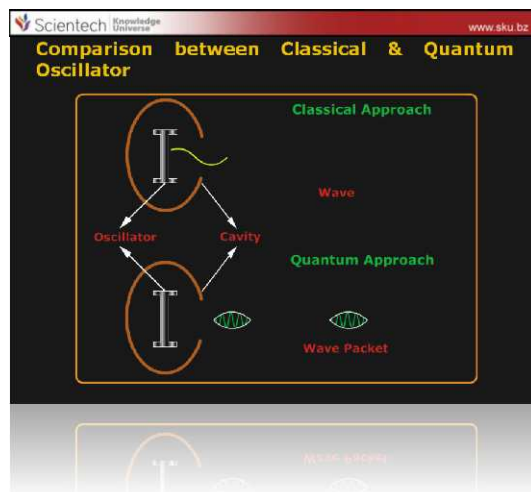 Scientech Knowledge Universe www.sku.bz
Comparison between Classical & Quantum
Oscillator
Classical Approach
Wave
Oscillator Cavity
Quantum Approach
Wave Packet